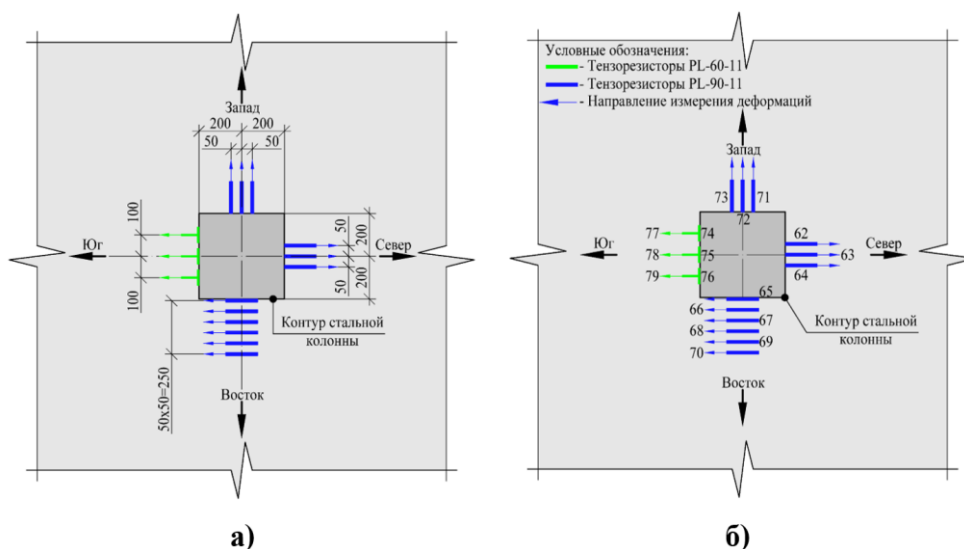 Запад
200
200
50
50
100
100
50
200
50
200
Юг
Север
Контур стальной
колонны
50х50=250
Восток
а)
Условные обозначения:
- Тензорезисторы PL-60-11
- Тензорезисторы PL-90-11
- Направление измерения деформаций
Запад
73
71
72
77
74
62
Юг
78
75
63
Север
79
76
64
65
66
67
68
69
70
Контур стальной
колонны
Восток
б)